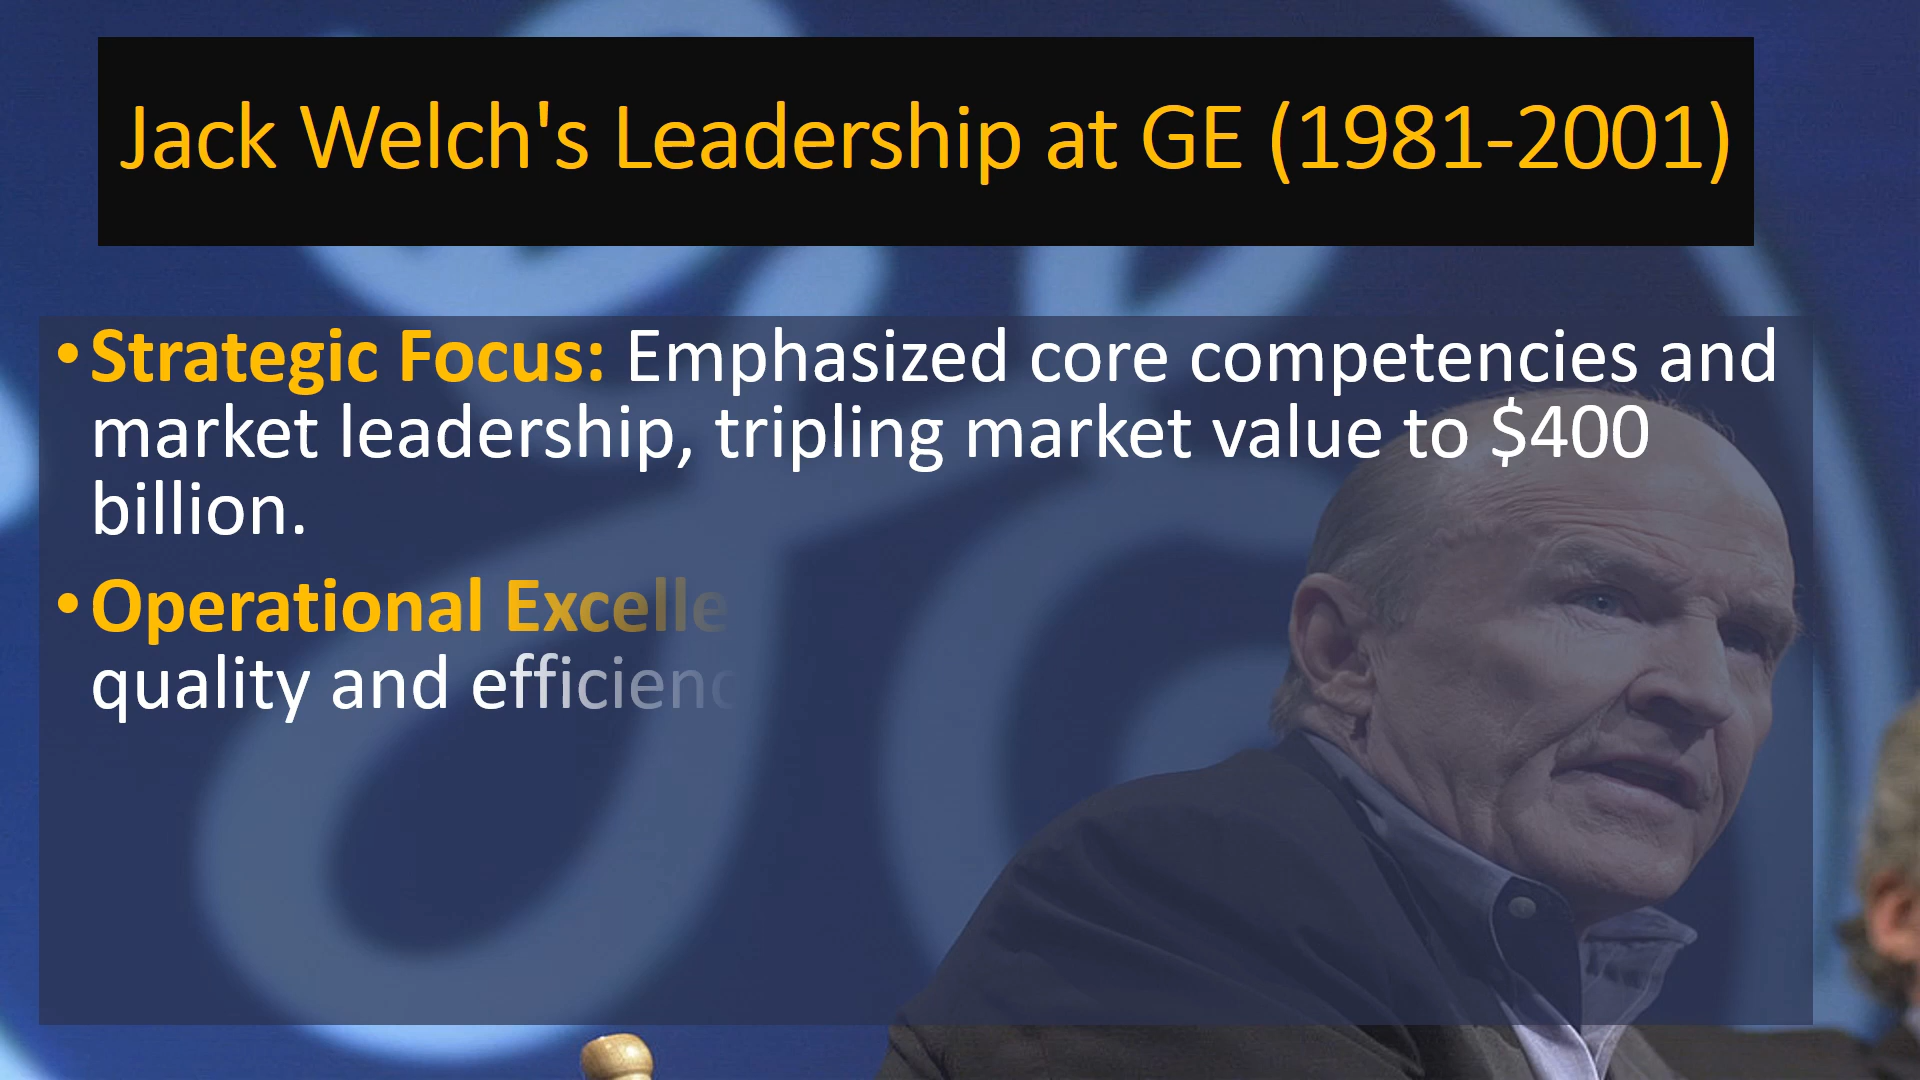 Jack Welch's Leadership at GE (1981-2001)
• Strategic Focus: Emphasized core competencies and
market leadership, tripling market value to $400
billion.
• Operational
quality and